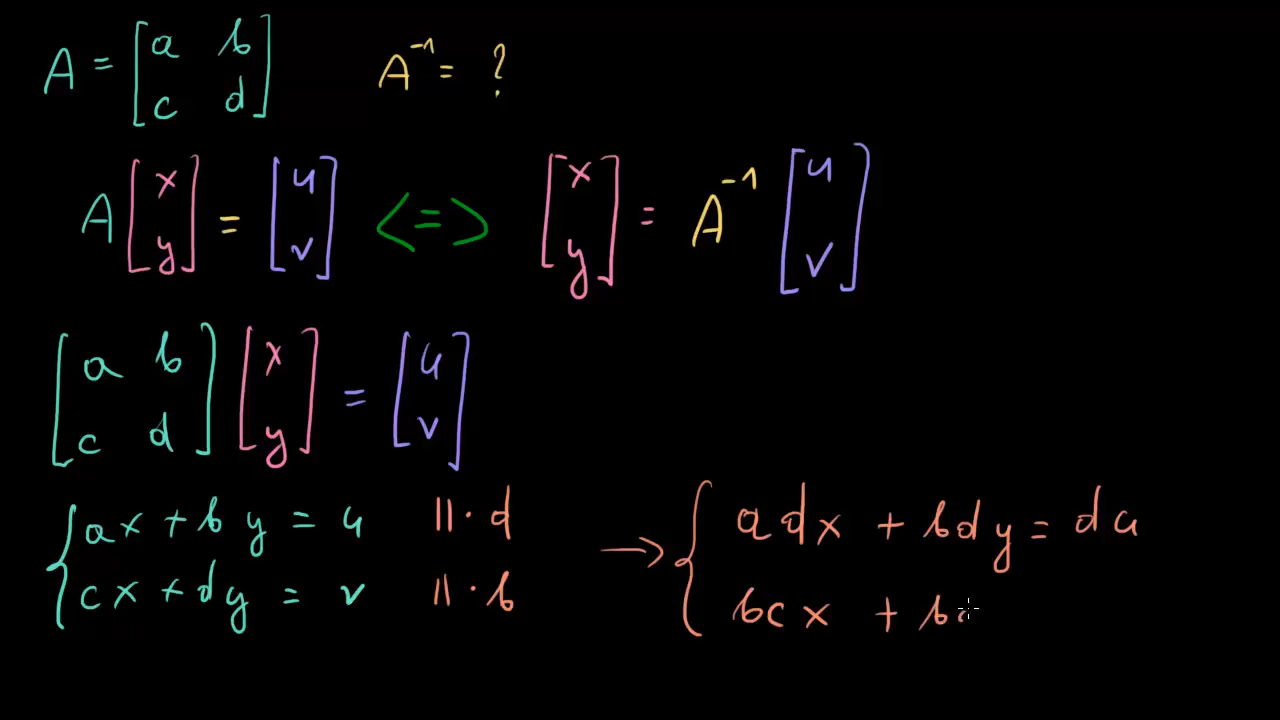 A = [a b; c d] A⁻¹ = ?
A [x; y] = [u; v] <=> [x; y] = A⁻¹ [u; v]
[a b; c d] [x; y] = [u; v]
{ax + by = u ||· d → {adx + bdy = du
cx + dy = v ||· b bcx + b